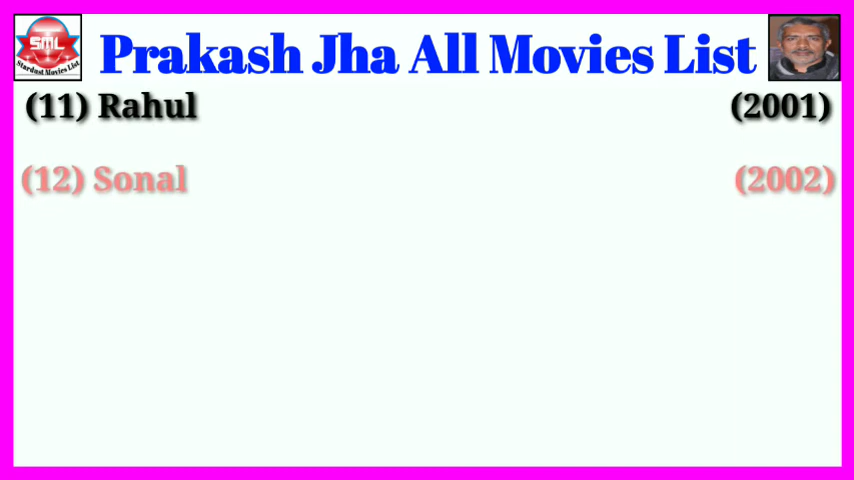 SML
Stardust Movies List
Prakash Jha All Movies List
(11) Rahul (2001)
(12) Sonal (2002)